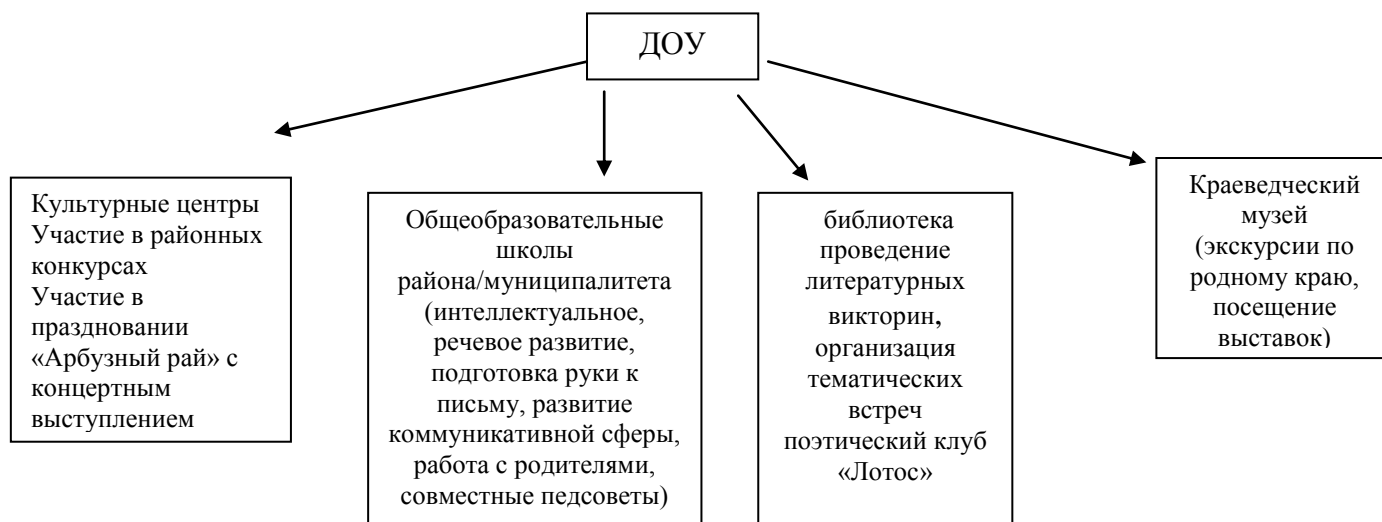 ДОУ
Культурные центры
Участие в районных
конкурсах
Участие в
праздновании
«Арбузный рай» с
концертным
выступлением
Общеобразовательные
школы
района/муниципалитета
(интеллектуальное,
речевое развитие,
подготовка руки к
письму, развитие
коммуникативной сферы,
работа с родителями,
совместные педсоветы)
библиотека
проведение
литературных
викторин,
организация
тематических
встреч
поэтический клуб
«Лотос»
Краеведческий
музей
(экскурсии по
родному краю,
посещение
выставок)